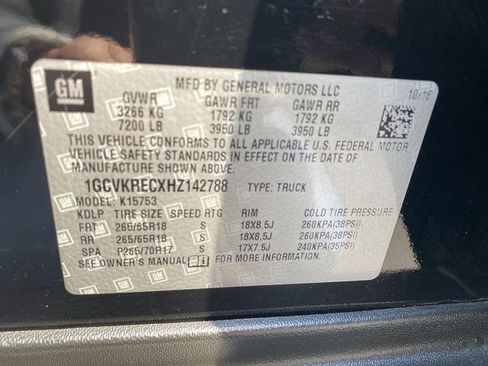 GM
MFD BY GENERAL MOTORS LLC
10/16
GVWR GAWR FRT GAWR RR
3266 KG 1792 KG 1792 KG
7200 LB 3950 LB 3950 LB
THIS VEHICLE CONFORMS TO ALL APPLICABLE U.S. FEDERAL MOTOR
VEHICLE SAFETY STANDARDS IN EFFECT ON THE DATE OF
MANUFACTURE SHOWN ABOVE.
1GCVKRECXHZ142788 TYPE: TRUCK
MODEL: K15753
KDLP TIRE SIZE SPEED RTG RIM COLD TIRE PRESSURE
FRT 265/65R18 S 18X8.5J 260KPA(38PSI)
RR 265/65R18 S 18X8.5J 260KPA(38PSI)
SPA P265/70R17 S 17X7.5J 240KPA(35PSI)
SEE OWNER'S MANUAL FOR MORE INFORMATION.